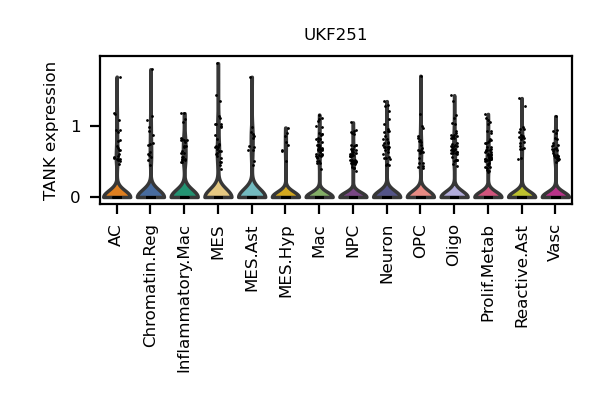 UKF251
TANK expression
1
0
AC
Chromatin.Reg
Inflammatory.Mac
MES
MES.Ast
MES.Hyp
Mac
NPC
Neuron
OPC
Oligo
Prolif.Metab
Reactive.Ast
Vasc